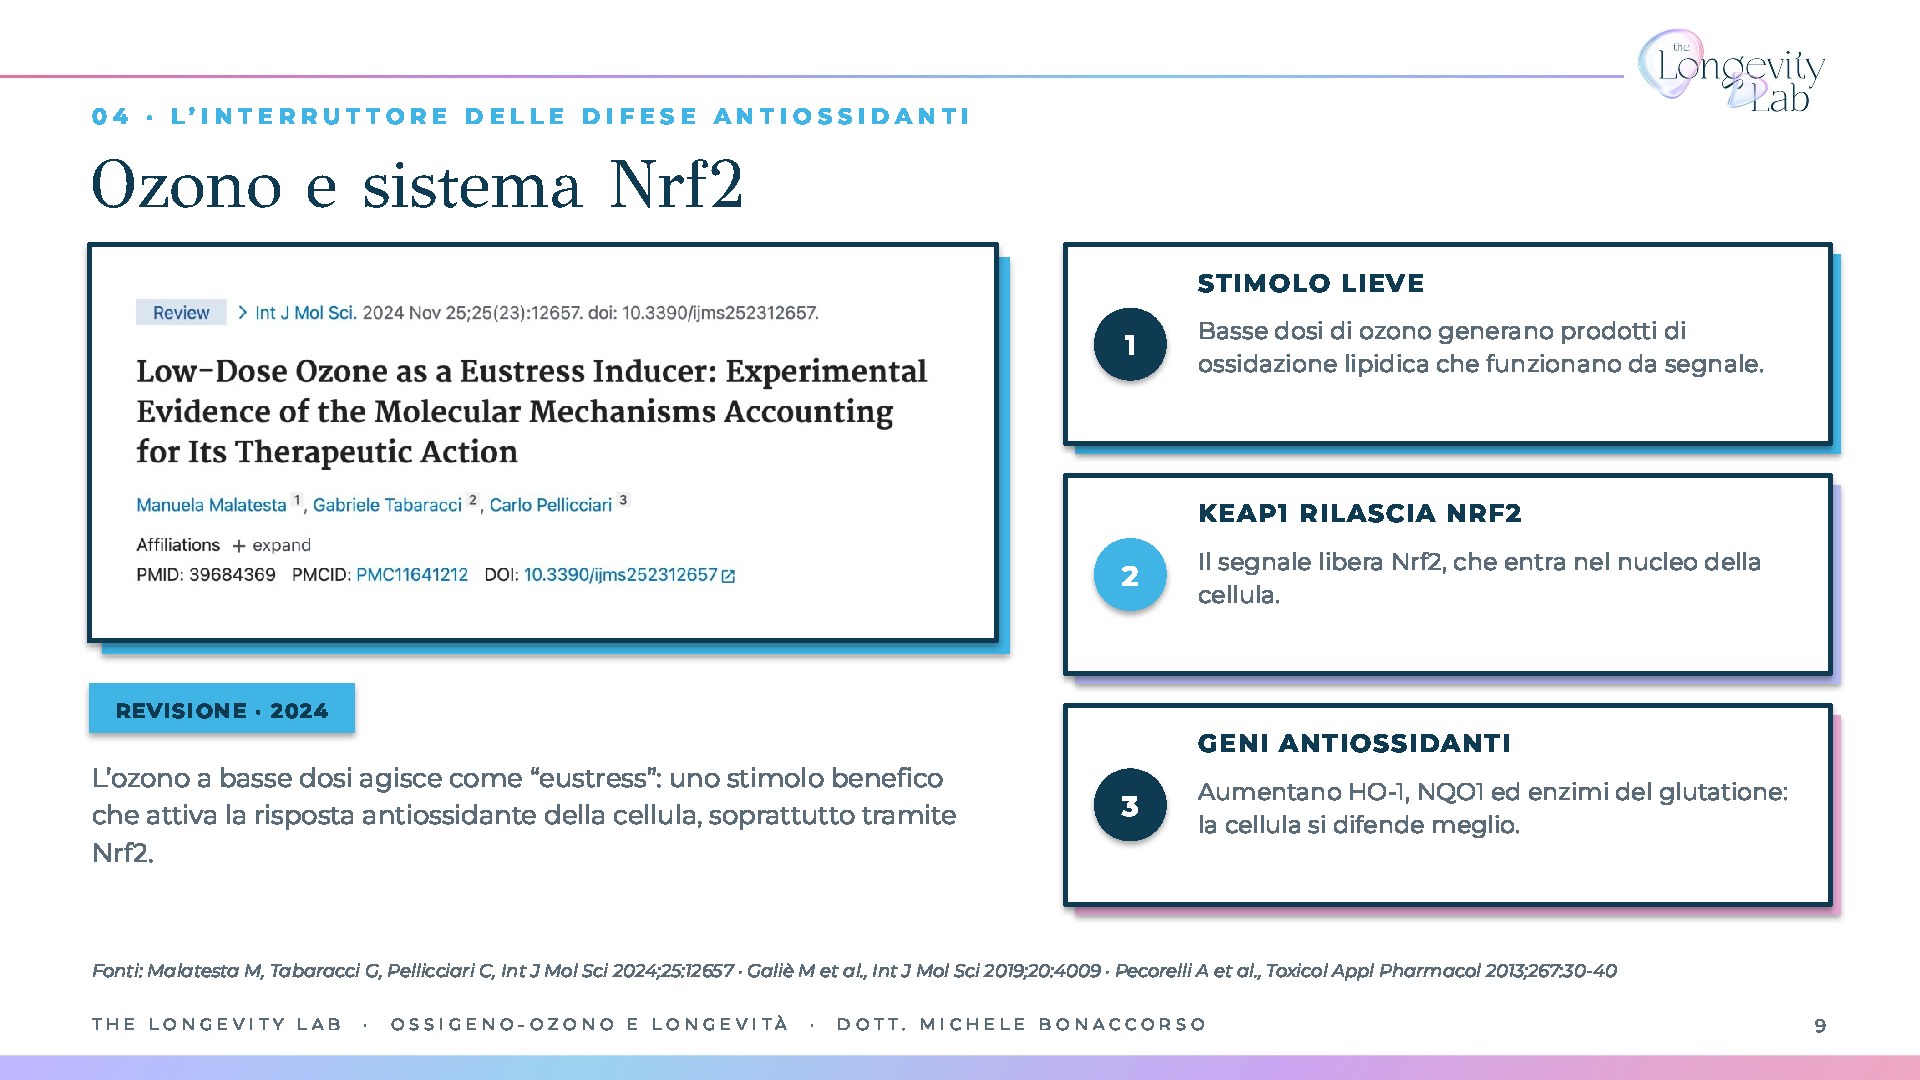 the
Longevity
Lab
04 · L’INTERRUTTORE DELLE DIFESE ANTIOSSIDANTI
Ozono e sistema Nrf2
Review > Int J Mol Sci. 2024 Nov 25;25(23):12657. doi: 10.3390/ijms252312657.
Low-Dose Ozone as a Eustress Inducer: Experimental
Evidence of the Molecular Mechanisms Accounting
for Its Therapeutic Action
Manuela Malatesta 1, Gabriele Tabaracci 2, Carlo Pellicciari 3
Affiliations + expand
PMID: 39684369 PMCID: PMC11641212 DOI: 10.3390/ijms252312657
REVISIONE · 2024
L’ozono a basse dosi agisce come “eustress”: uno stimolo benefico
che attiva la risposta antiossidante della cellula, soprattutto tramite
Nrf2.
1
STIMOLO LIEVE
Basse dosi di ozono generano prodotti di
ossidazione lipidica che funzionano da segnale.
2
KEAP1 RILASCIA NRF2
Il segnale libera Nrf2, che entra nel nucleo della
cellula.
3
GENI ANTIOSSIDANTI
Aumentano HO-1, NQO1 ed enzimi del glutatione:
la cellula si difende meglio.
Fonti: Malatesta M, Tabaracci G, Pellicciari C, Int J Mol Sci 2024;25:12657 · Galiè M et al., Int J Mol Sci 2019;20:4009 · Pecorelli A et al., Toxicol Appl Pharmacol 2013;267:30-40
THE LONGEVITY LAB · OSSIGENO-OZONO E LONGEVITÀ · DOTT. MICHELE BONACCORSO
9